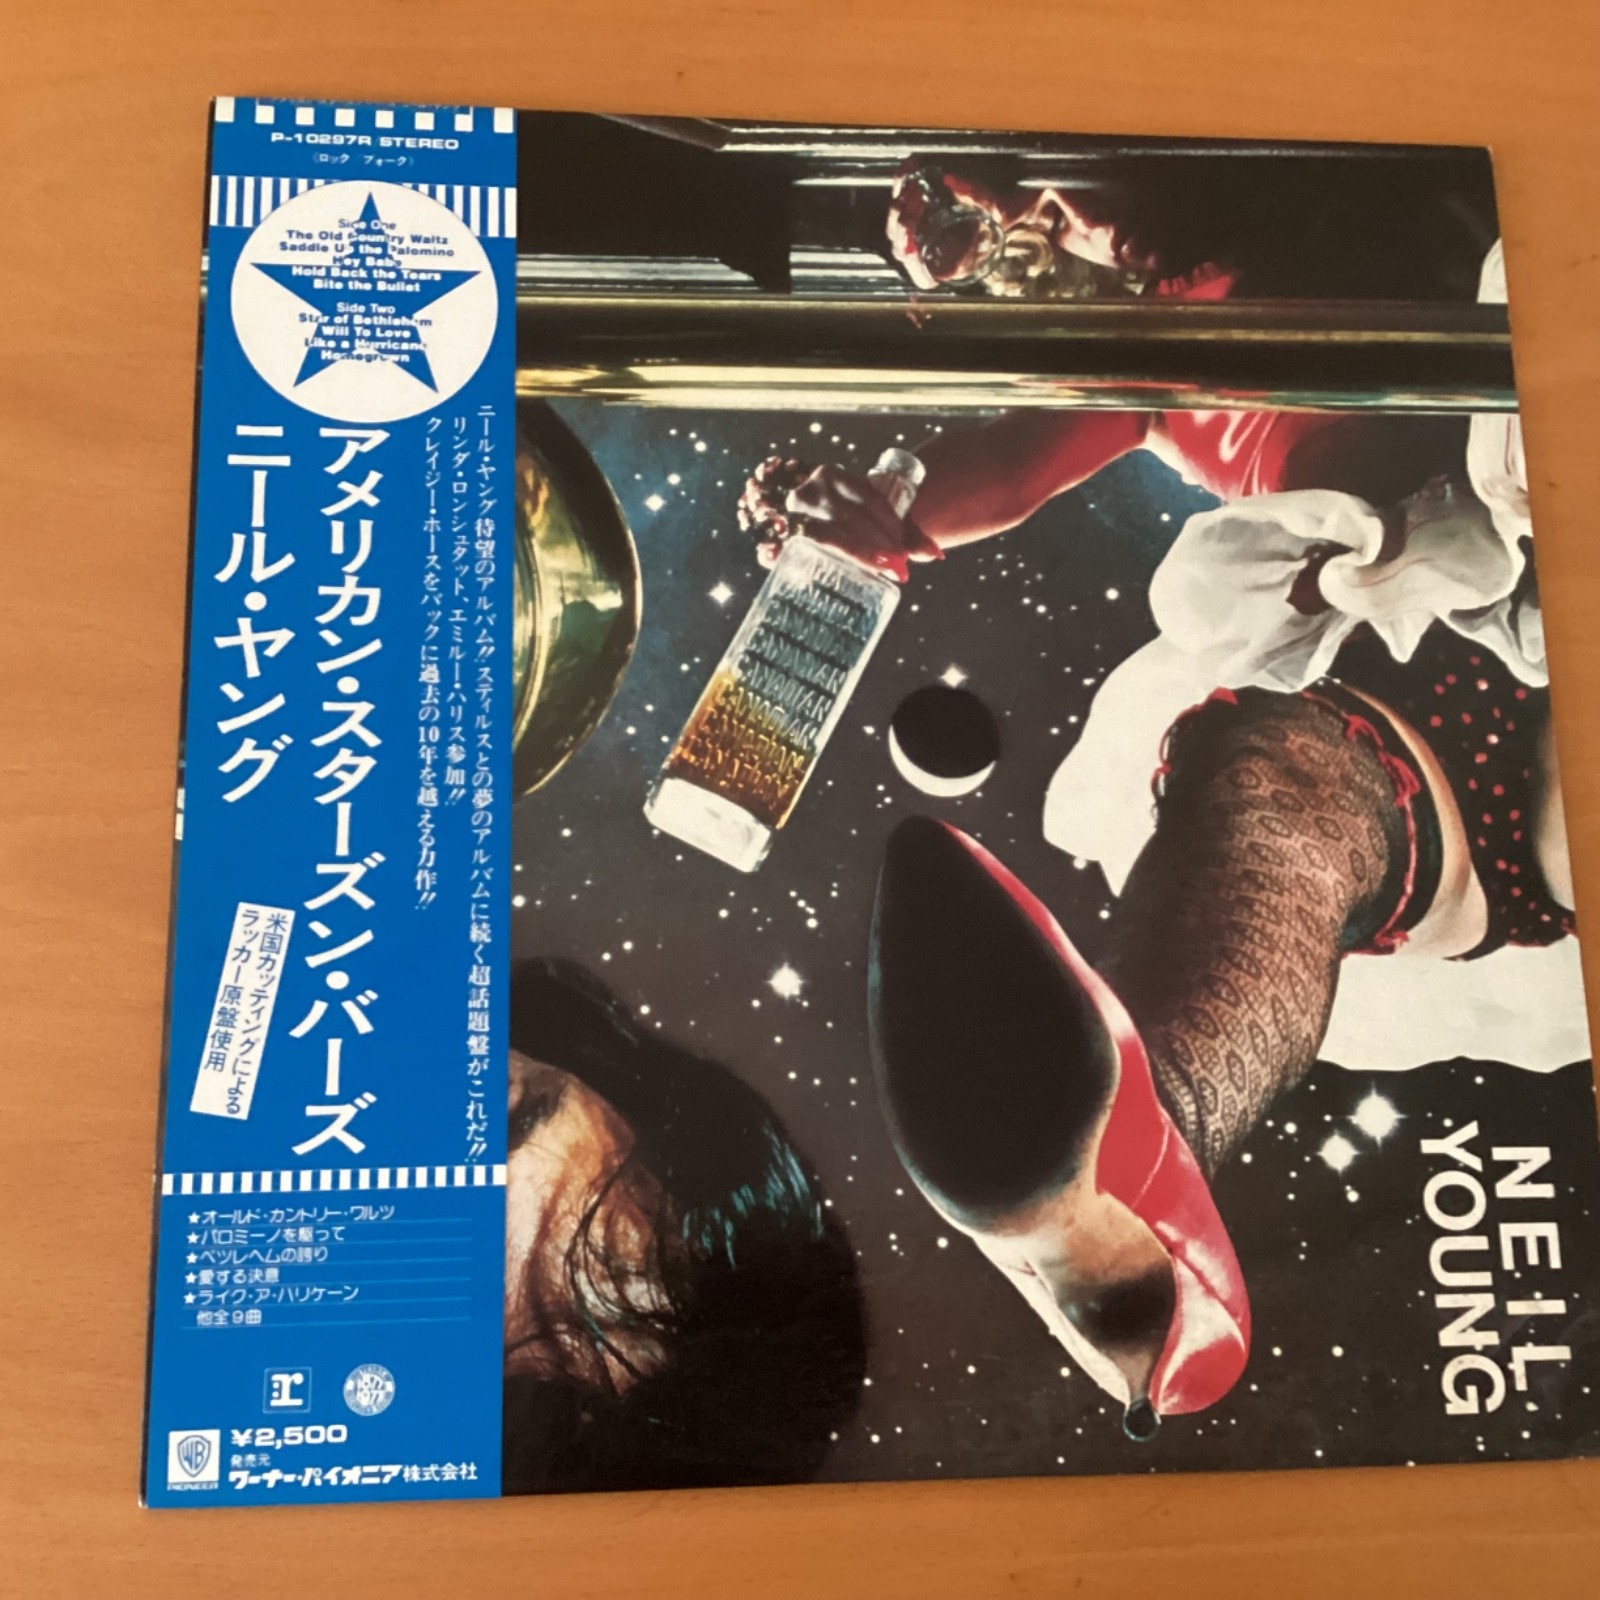 P-10297R STEREO
(ロック/フォーク)
Side One
The Old Country Waltz
Saddle Up the Palomino
Hey Babe
Hold Back the Tears
Bite the Bullet
Side Two
Star of Bethlehem
Will To Love
Like a Hurricane
Homegrown
ニール・ヤング待望のアルバム!!スティルスとの夢のアルバムに続く超話題盤がこれだ!!
リンダ・ロンシュタット、エミルー・ハリス参加!!
クレイジー・ホースをバックに過去の10年を越える力作!!
アメリカン・スターズン・バーズ
ニール・ヤング
米国カッティングによる
ラッカー原盤使用
★オールド・カントリー・ワルツ
★パロミーノを駆って
★ベツレヘムの誇り
★愛する決意
★ライク・ア・ハリケーン
他全9曲
r
¥2,500
発売元
ワーナー・パイオニア株式会社
WB
PIONEER
CANADIAN
CANADIAN
CANADIAN
CANADIAN
CANADIAN
NEIL
YOUNG